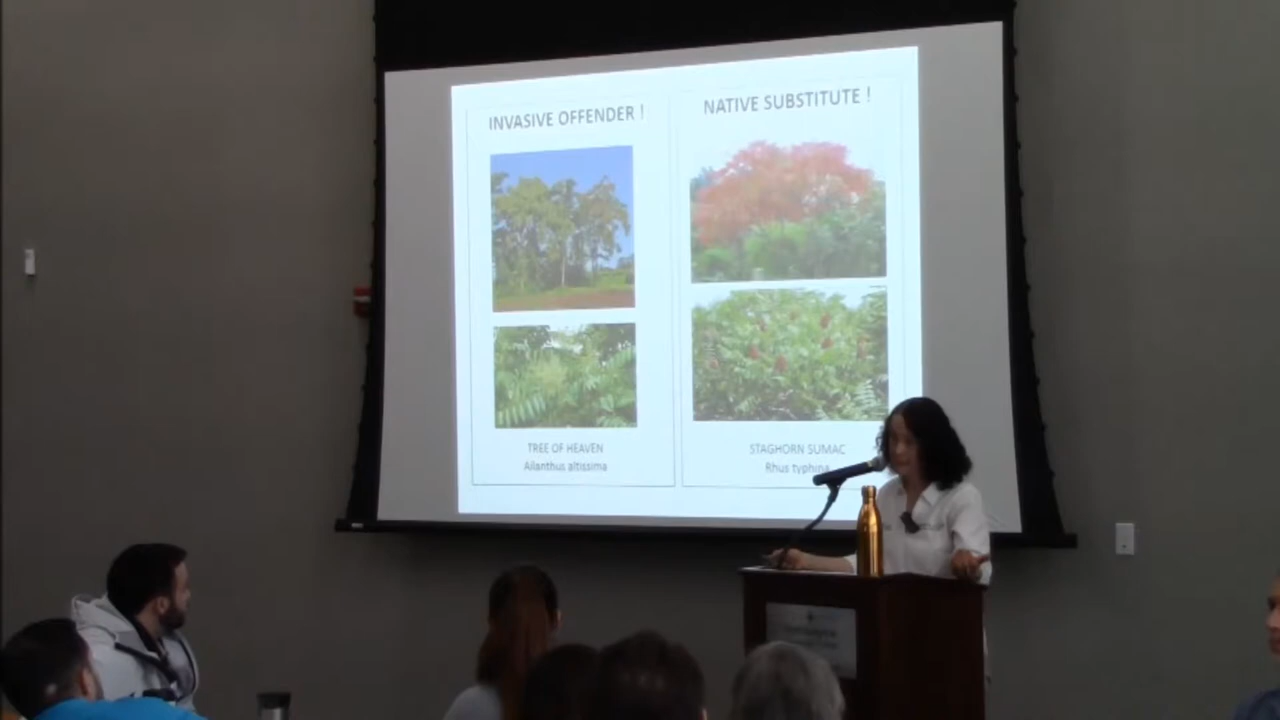 INVASIVE OFFENDER !
TREE OF HEAVEN
Ailanthus altissima
NATIVE SUBSTITUTE !
STAGHORN SUMAC
Rhus typhina